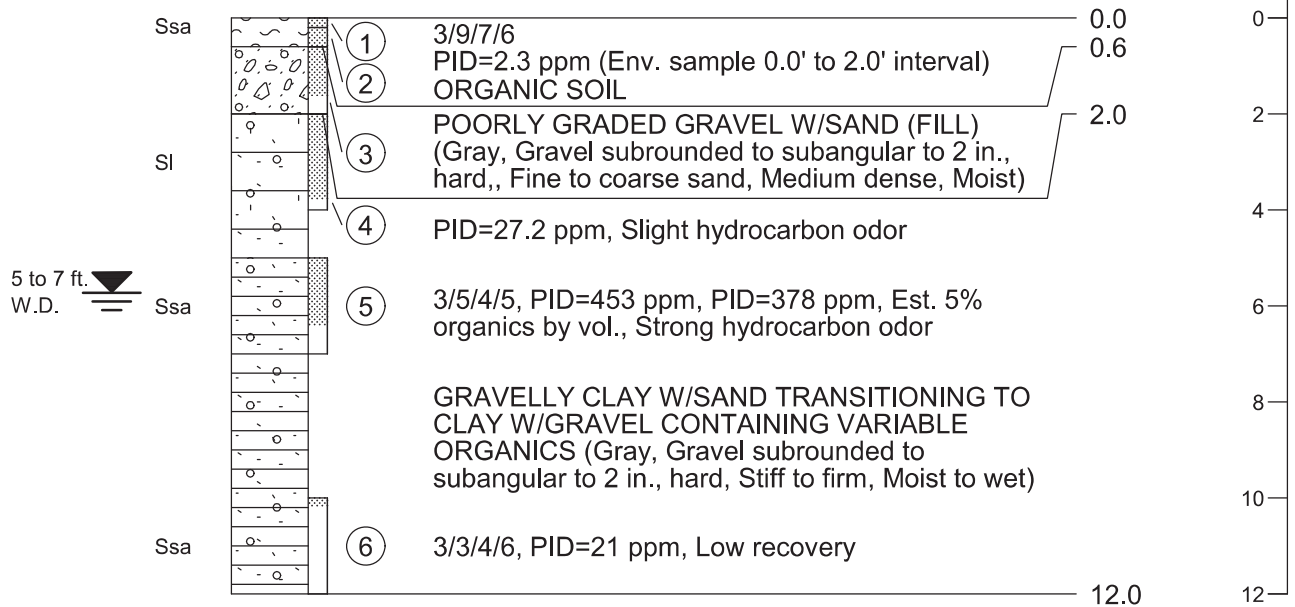 Ssa
1
3/9/7/6
0.0
0
PID=2.3 ppm (Env. sample 0.0' to 2.0' interval)
0.6
2
ORGANIC SOIL
POORLY GRADED GRAVEL W/SAND (FILL)
2.0
2
Sl
3
(Gray, Gravel subrounded to subangular to 2 in.,
hard,, Fine to coarse sand, Medium dense, Moist)
4
PID=27.2 ppm, Slight hydrocarbon odor
4
5 to 7 ft.
W.D.
Ssa
5
3/5/4/5, PID=453 ppm, PID=378 ppm, Est. 5%
organics by vol., Strong hydrocarbon odor
6
GRAVELLY CLAY W/SAND TRANSITIONING TO
CLAY W/GRAVEL CONTAINING VARIABLE
ORGANICS (Gray, Gravel subrounded to
subangular to 2 in., hard, Stiff to firm, Moist to wet)
8
10
Ssa
6
3/3/4/6, PID=21 ppm, Low recovery
12.0
12